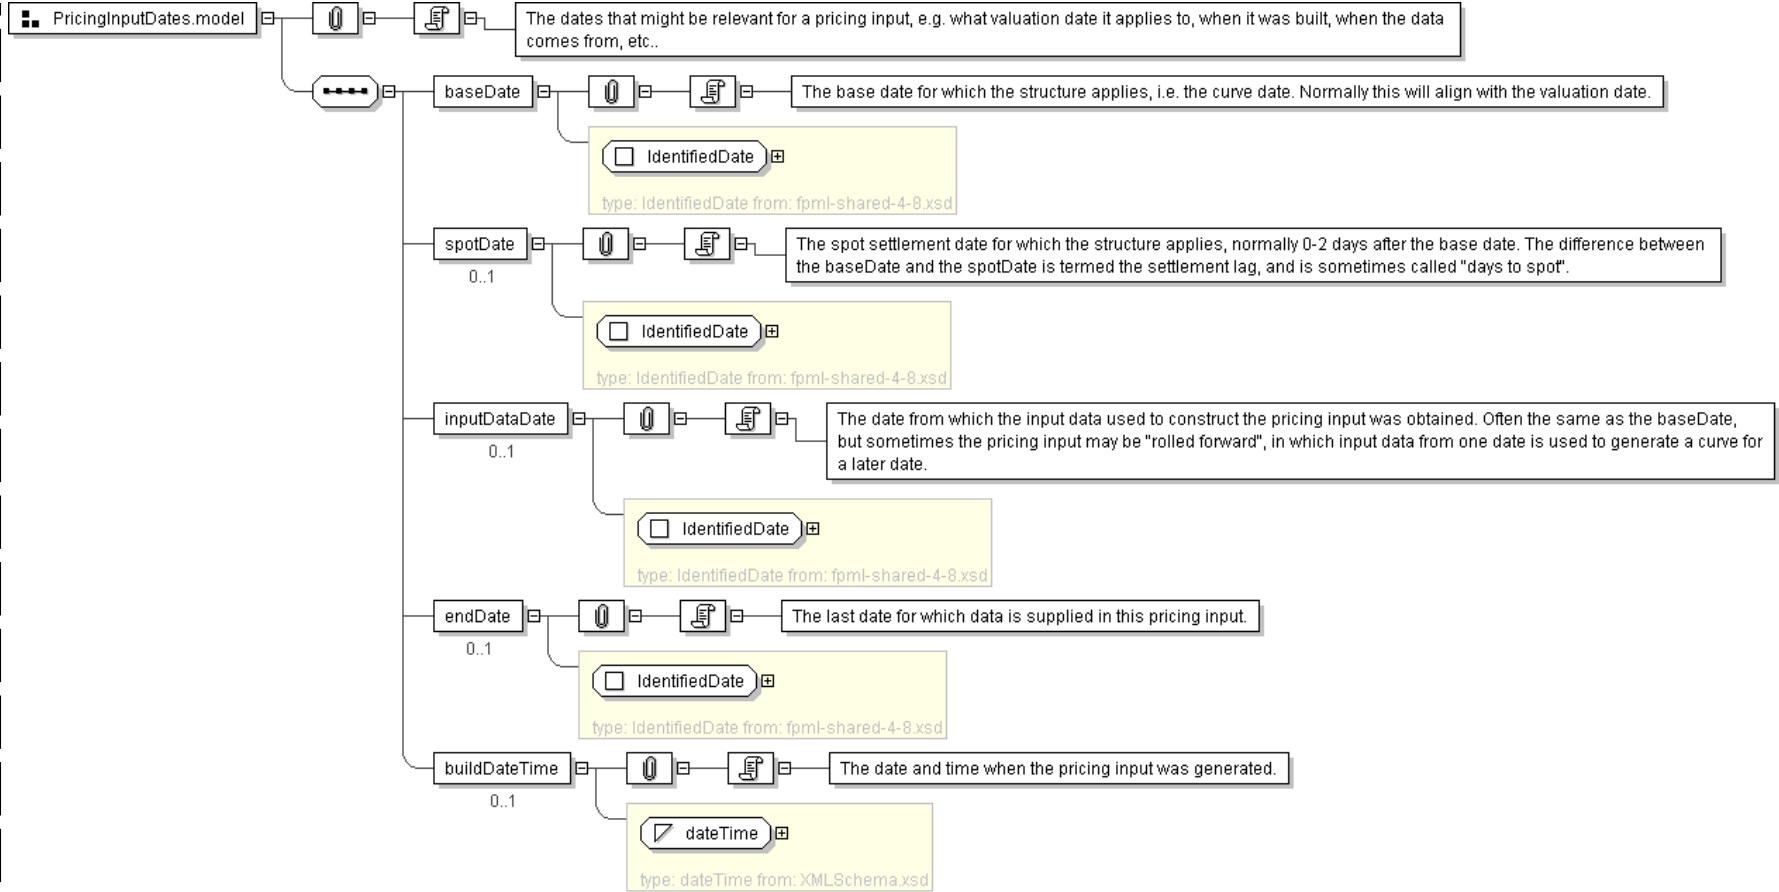 PricingInputDates.model
The dates that might be relevant for a pricing input, e.g. what valuation date it applies to, when it was built, when the data
comes from, etc..
baseDate
The base date for which the structure applies, i.e. the curve date. Normally this will align with the valuation date.
IdentifiedDate
type: IdentifiedDate from: fpml-shared-4-8.xsd
spotDate
0..1
The spot settlement date for which the structure applies, normally 0-2 days after the base date. The difference between
the baseDate and the spotDate is termed the settlement lag, and is sometimes called "days to spot".
IdentifiedDate
type: IdentifiedDate from: fpml-shared-4-8.xsd
inputDataDate
0..1
The date from which the input data used to construct the pricing input was obtained. Often the same as the baseDate,
but sometimes the pricing input may be "rolled forward", in which input data from one date is used to generate a curve for
a later date.
IdentifiedDate
type: IdentifiedDate from: fpml-shared-4-8.xsd
endDate
0..1
The last date for which data is supplied in this pricing input.
IdentifiedDate
type: IdentifiedDate from: fpml-shared-4-8.xsd
buildDateTime
0..1
The date and time when the pricing input was generated.
dateTime
type: dateTime from: XMLSchema.xsd